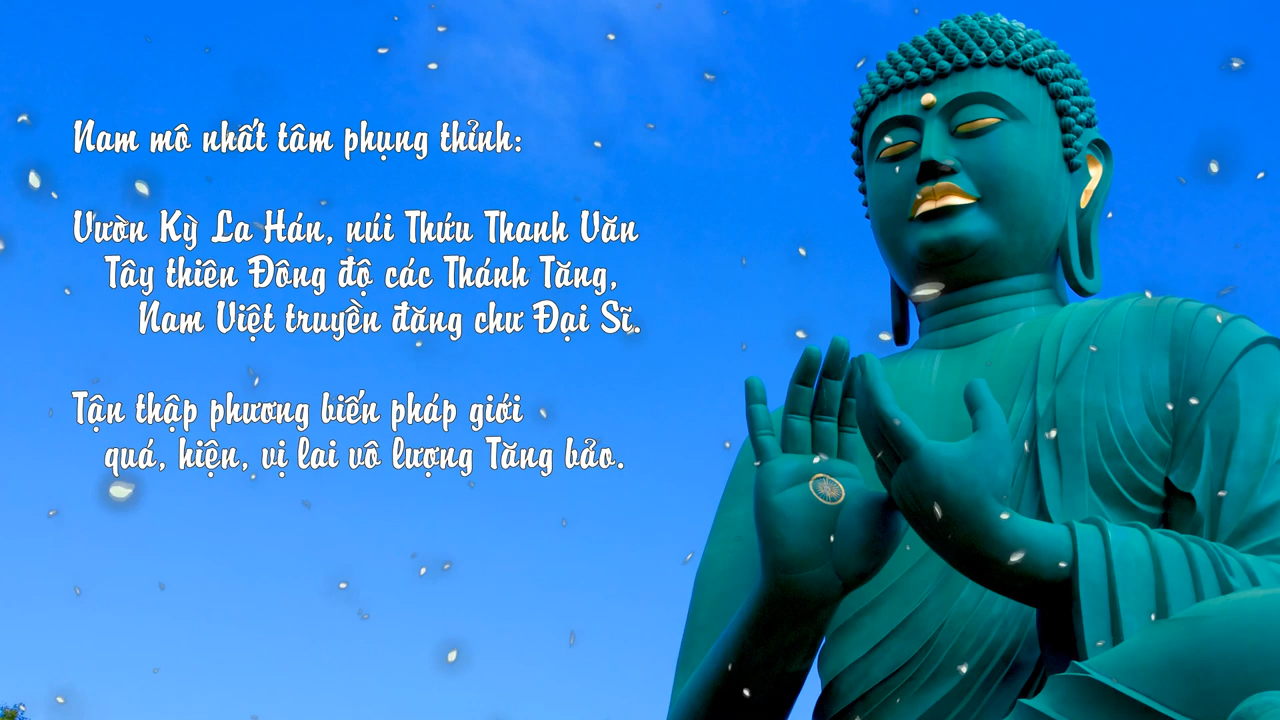 Nam mô nhất tâm phụng thỉnh:
Vườn Kỳ La Hán, núi Thứu Thanh Văn
Tây thiên Đông độ các Thánh Tăng,
Nam Việt truyền đăng chư Đại Sĩ.
Tận thập phương biến pháp giới
quá, hiện, vị lai vô lượng Tăng bảo.